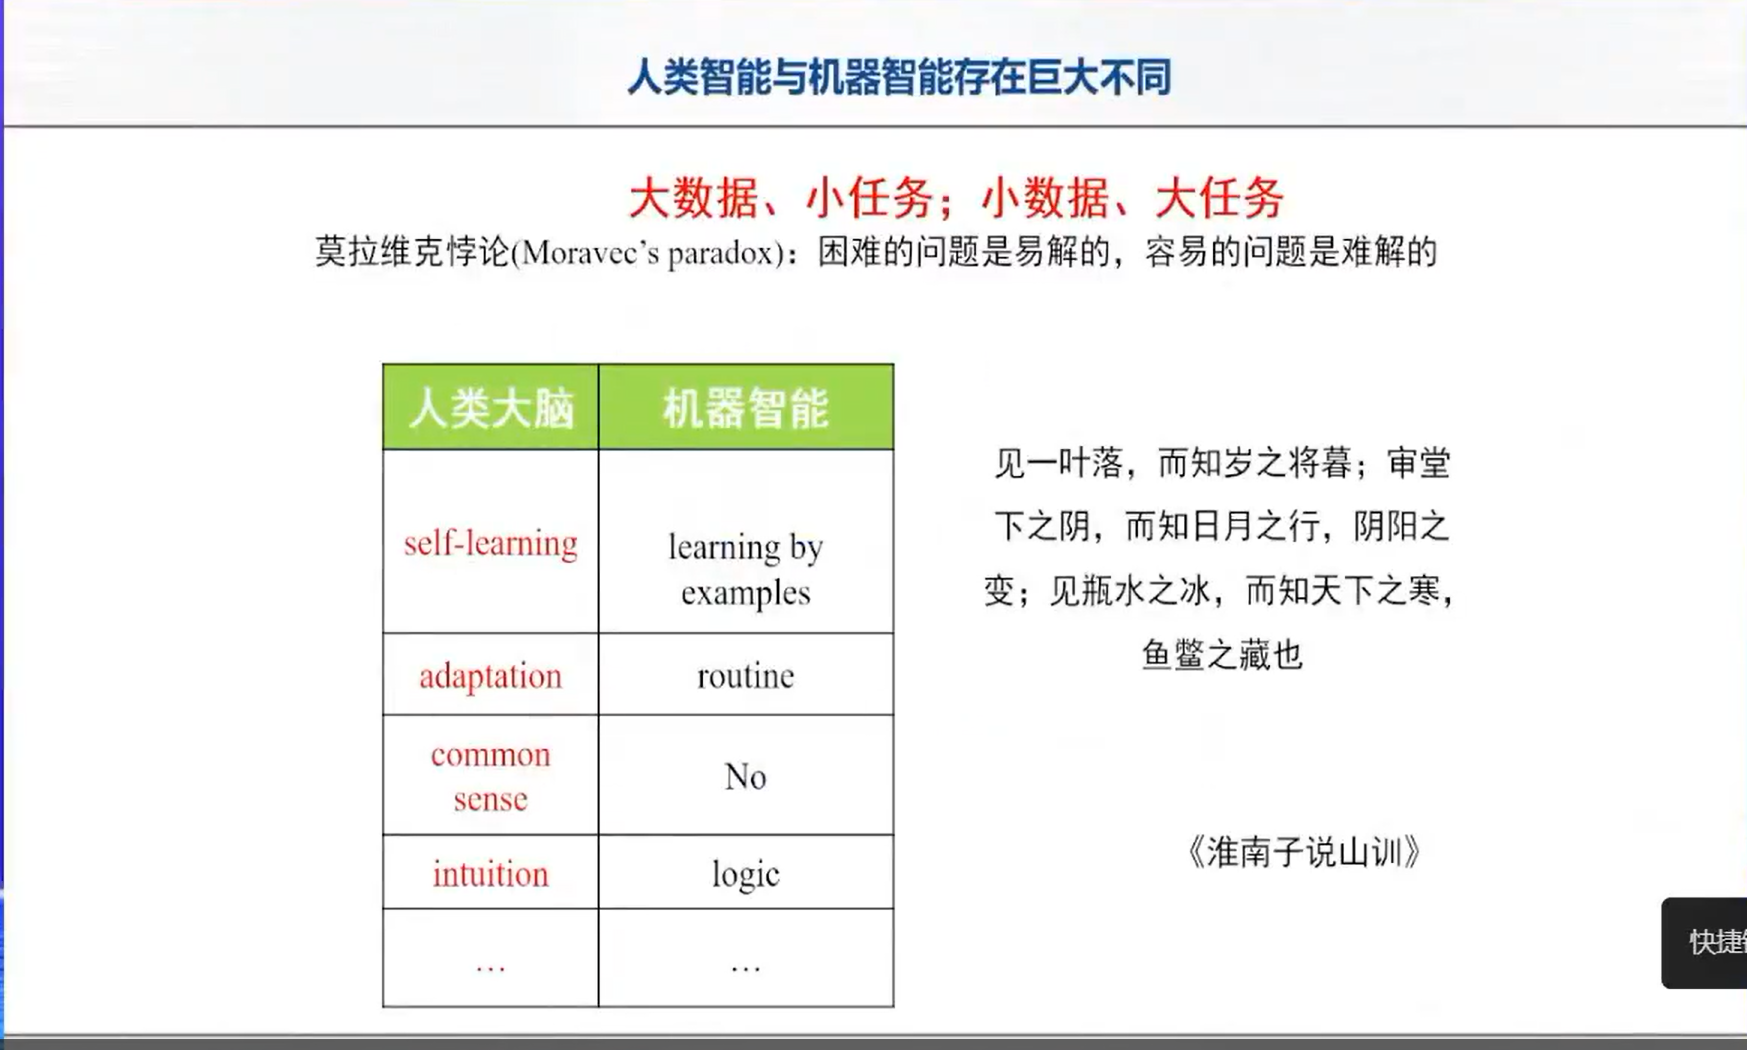 人类智能与机器智能存在巨大不同
大数据、小任务；小数据、大任务
莫拉维克悖论(Moravec’s paradox)：困难的问题是易解的，容易的问题是难解的
人类大脑 机器智能
self-learning
learning by
examples
adaptation routine
common
sense
No
intuition logic
… …
见一叶落，而知岁之将暮；审堂
下之阴，而知日月之行，阴阳之
变；见瓶水之冰，而知天下之寒，
鱼鳖之藏也
《淮南子说山训》
快捷